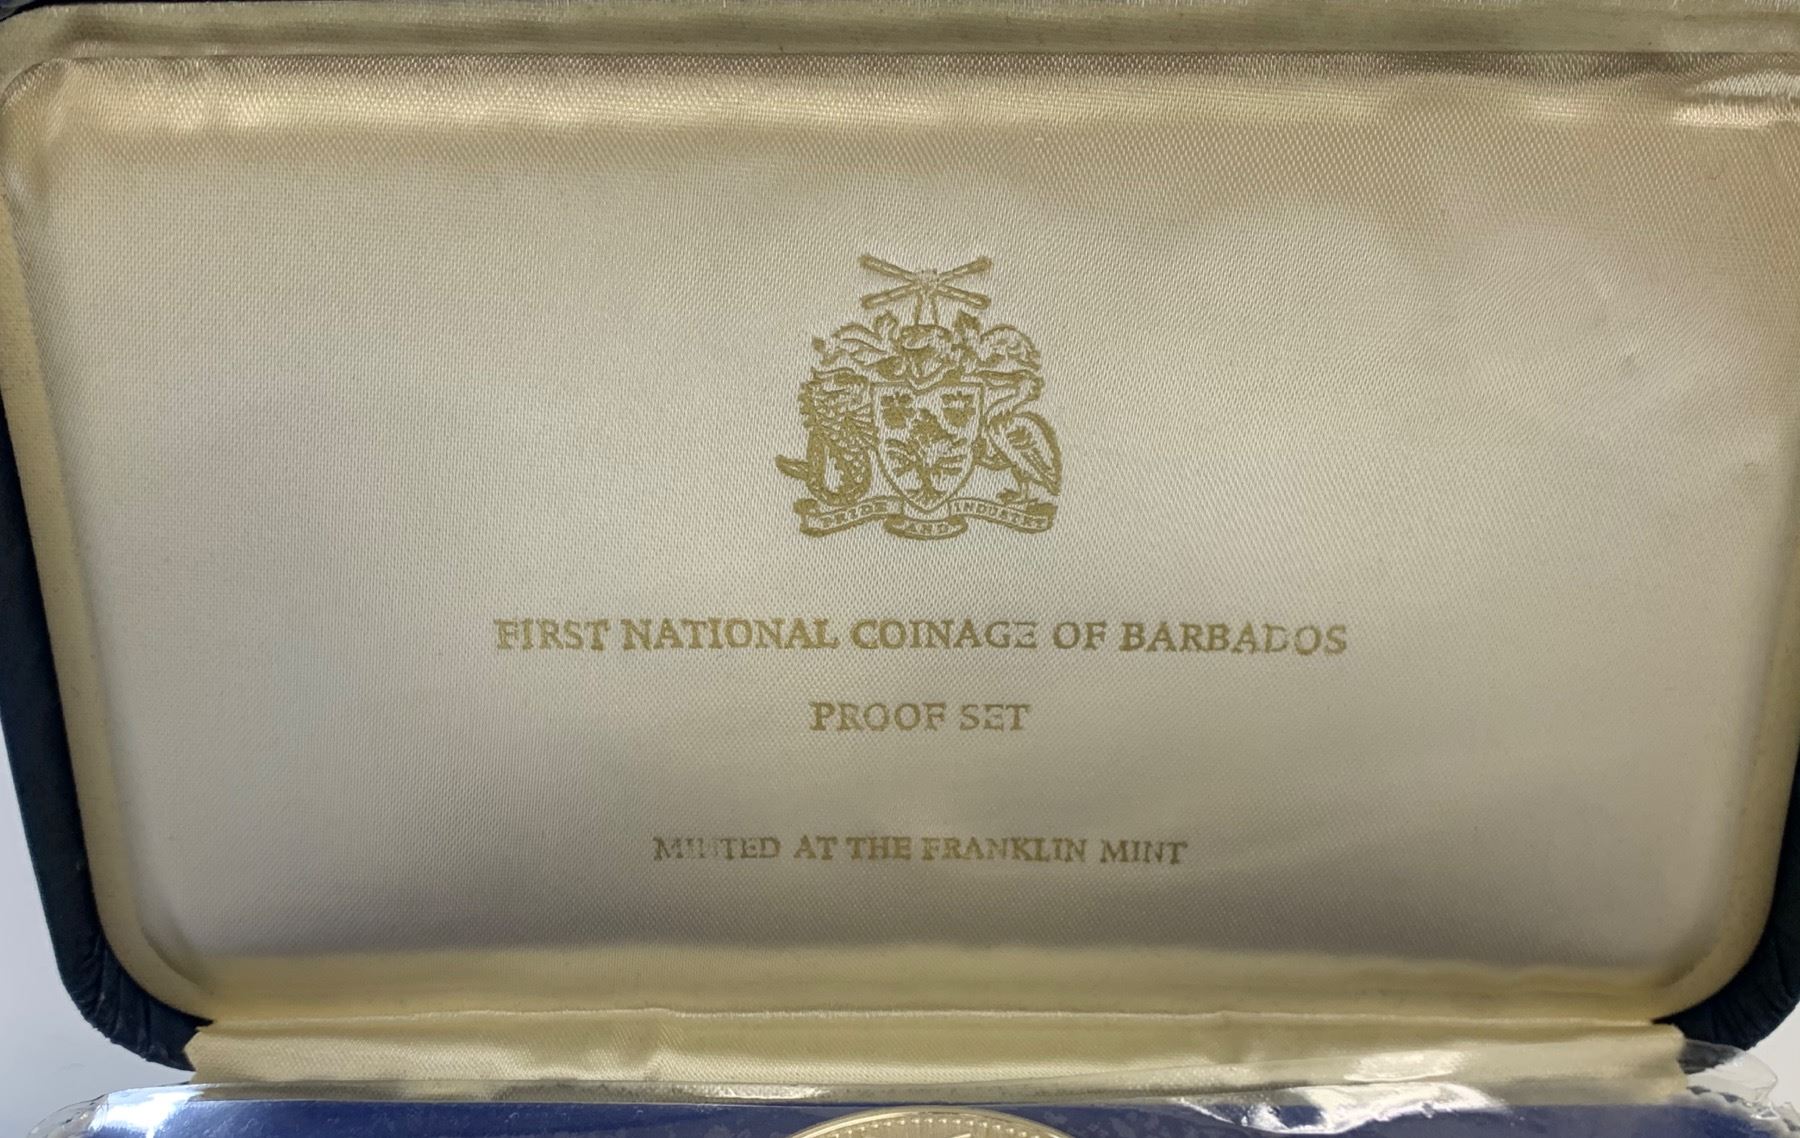 PRIDE AND INDUSTRY
FIRST NATIONAL COINAGE OF BARBADOS
PROOF SET
MINTED AT THE FRANKLIN MINT